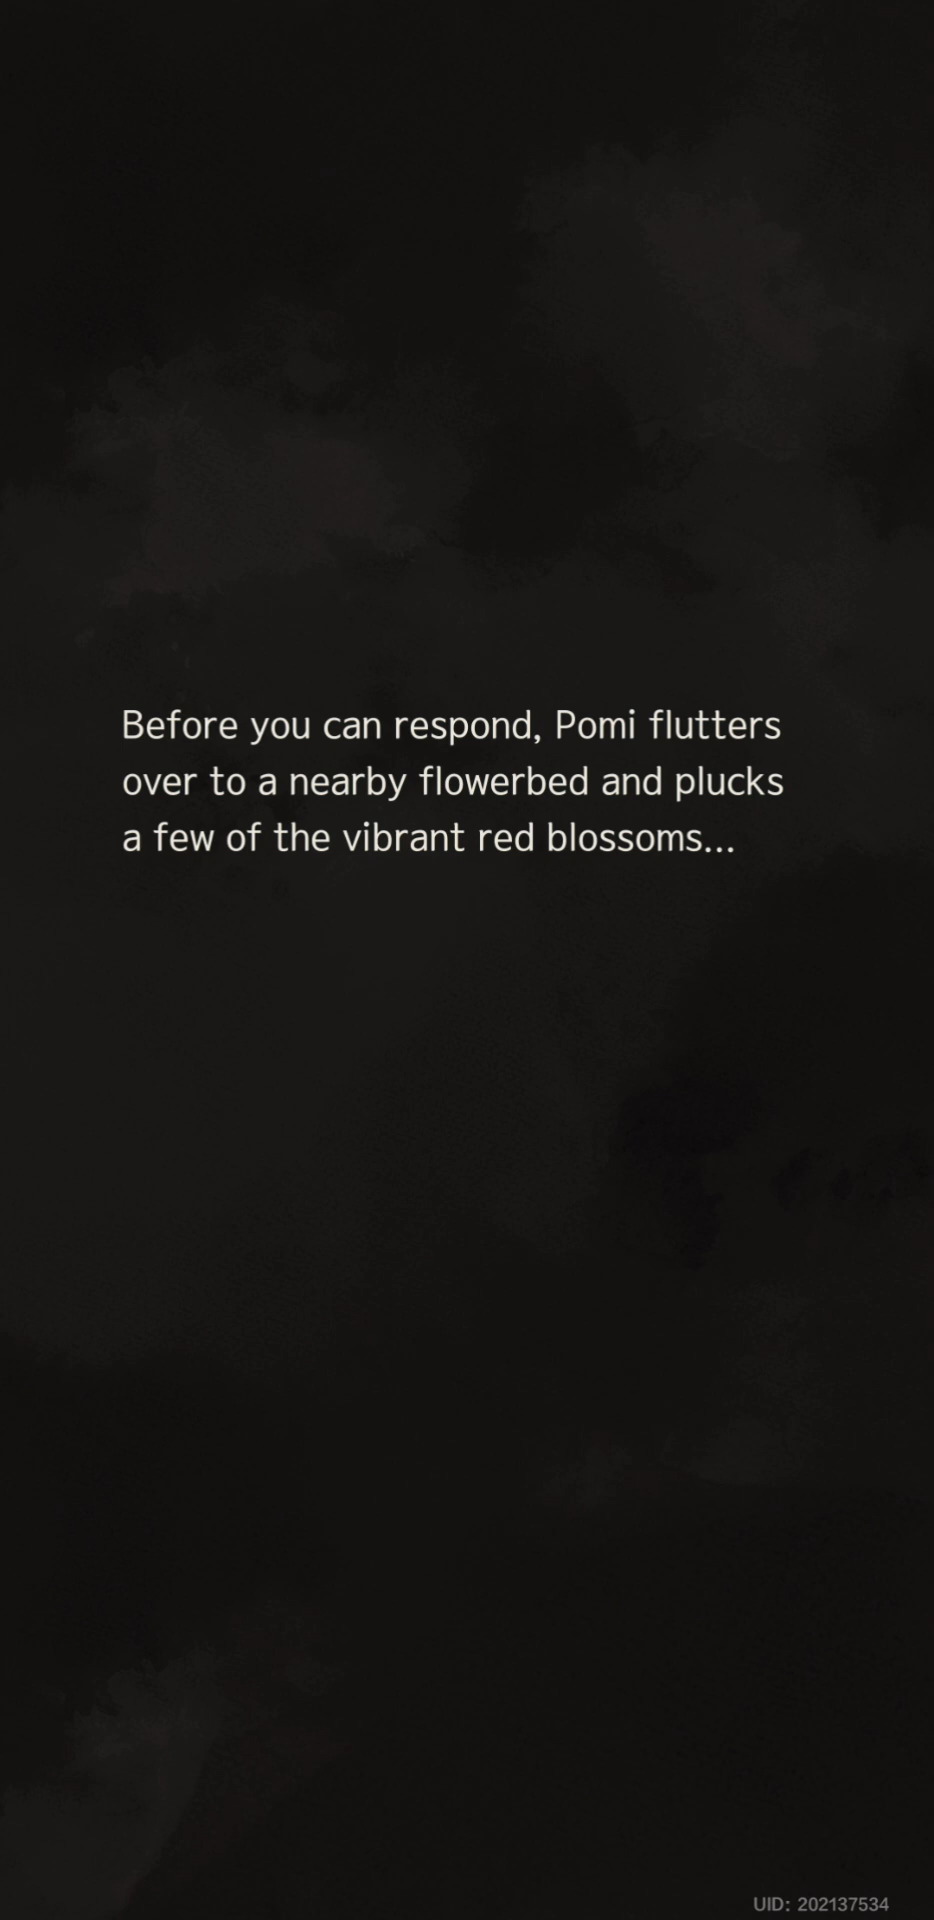 Before you can respond, Pomi flutters
over to a nearby flowerbed and plucks
a few of the vibrant red blossoms...
UID: 202137534